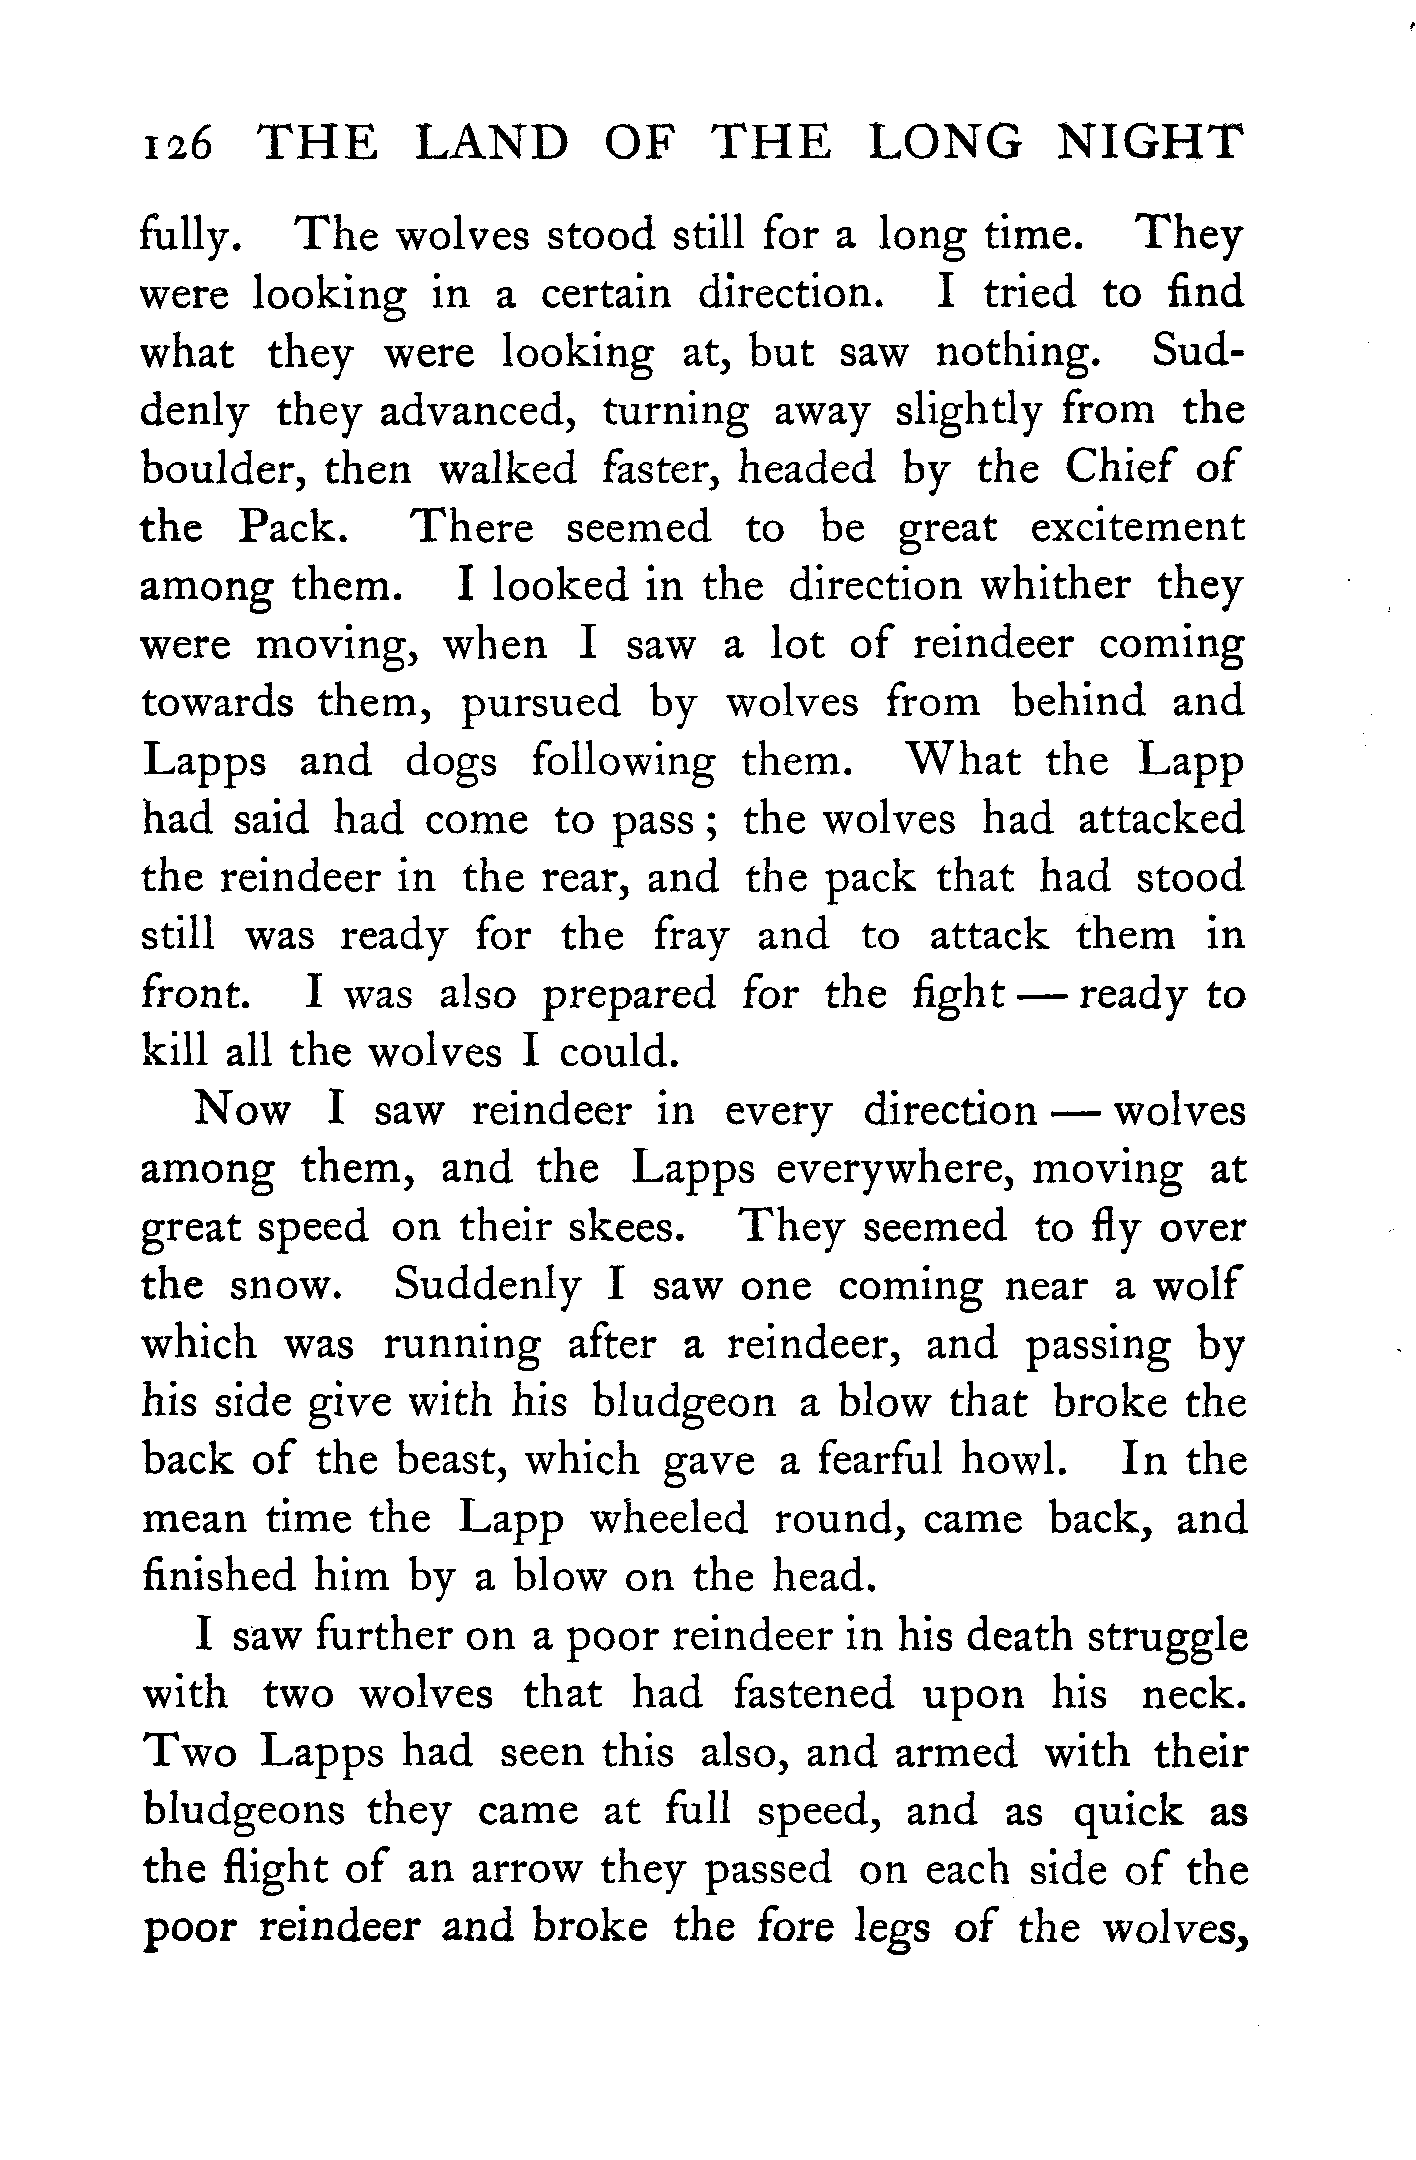 126 THE LAND OF THE LONG NIGHT
fully. The wolves stood still for a long time. They
were looking in a certain direction. I tried to find
what they were looking at, but saw nothing. Sud-
denly they advanced, turning away slightly from the
boulder, then walked faster, headed by the Chief of
the Pack. There seemed to be great excitement
among them. I looked in the direction whither they
were moving, when I saw a lot of reindeer coming
towards them, pursued by wolves from behind and
Lapps and dogs following them. What the Lapp
had said had come to pass; the wolves had attacked
the reindeer in the rear, and the pack that had stood
still was ready for the fray and to attack them in
front. I was also prepared for the fight — ready to
kill all the wolves I could.
Now I saw reindeer in every direction — wolves
among them, and the Lapps everywhere, moving at
great speed on their skees. They seemed to fly over
the snow. Suddenly I saw one coming near a wolf
which was running after a reindeer, and passing by
his side give with his bludgeon a blow that broke the
back of the beast, which gave a fearful howl. In the
mean time the Lapp wheeled round, came back, and
finished him by a blow on the head.
I saw further on a poor reindeer in his death struggle
with two wolves that had fastened upon his neck.
Two Lapps had seen this also, and armed with their
bludgeons they came at full speed, and as quick as
the flight of an arrow they passed on each side of the
poor reindeer and broke the fore legs of the wolves,